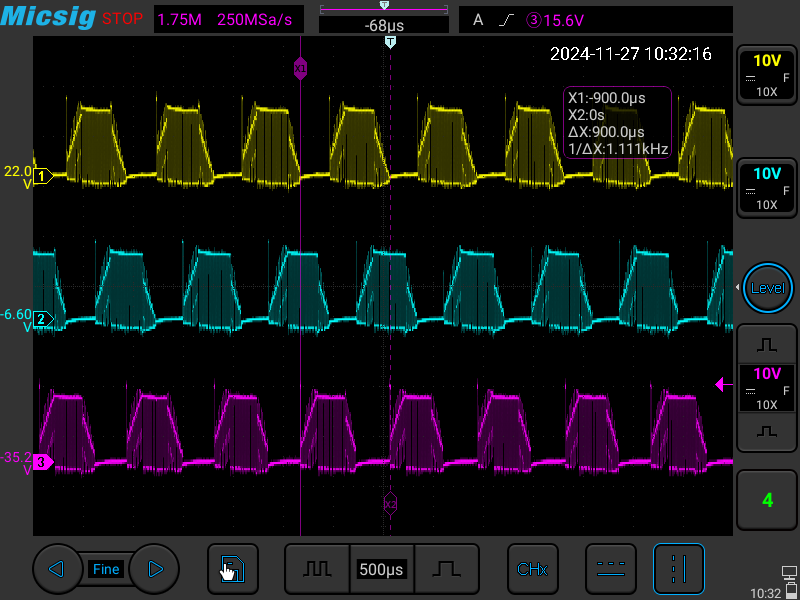 Micsig STOP 1.75M 250MSa/s T -68µs A ③15.6V
T
2024-11-27 10:32:16
10V
F
10X
X1
X1:-900.0µs
X2:0s
ΔX:900.0µs
1/ΔX:1.111kHz
22.0
V
1
10V
F
10X
Level
-6.60
V
2
10V
F
10X
-35.2
V
3
X2
4
Fine 500µs CHx
10:32